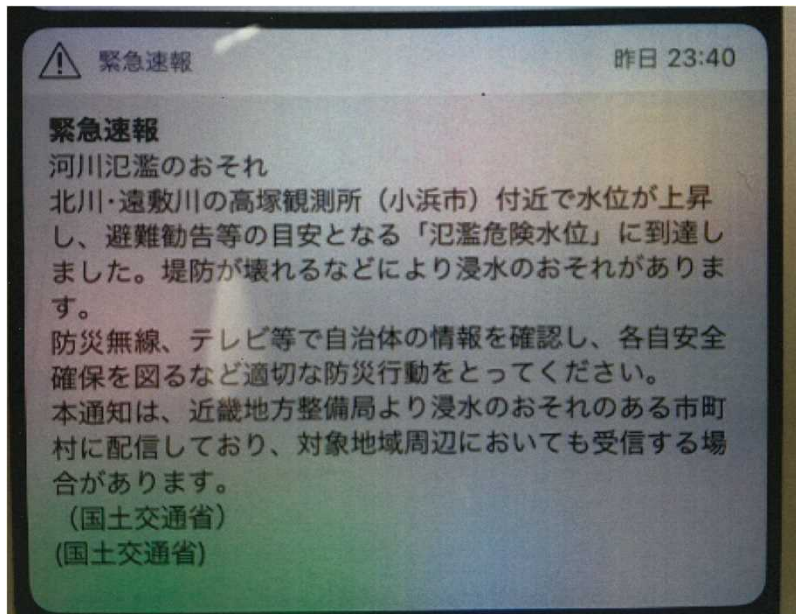 緊急速報
昨日 23:40
緊急速報
河川氾濫のおそれ
北川・遠敷川の高塚観測所（小浜市）付近で水位が上昇
し、避難勧告等の目安となる「氾濫危険水位」に到達し
ました。堤防が壊れるなどにより浸水のおそれがありま
す。
防災無線、テレビ等で自治体の情報を確認し、各自安全
確保を図るなど適切な防災行動をとってください。
本通知は、近畿地方整備局より浸水のおそれのある市町
村に配信しており、対象地域周辺においても受信する場
合があります。
（国土交通省）
(国土交通省)